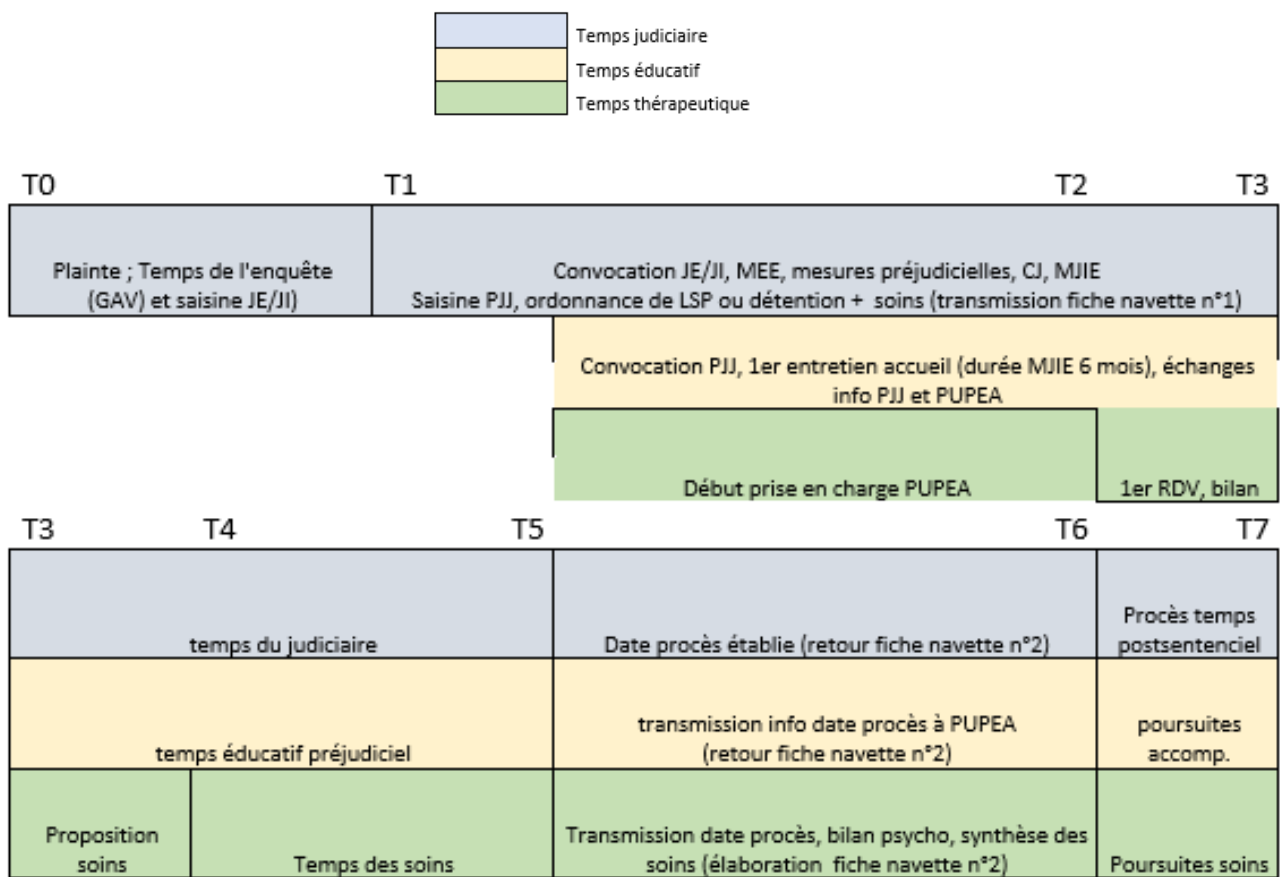 Temps judiciaire
Temps éducatif
Temps thérapeutique
T0 T1 T2 T3
Plainte ; Temps de l'enquête
(GAV) et saisine JE/JI)
Convocation JE/JI, MEE, mesures préjudicielles, CJ, MJIE
Saisine PJJ, ordonnance de LSP ou détention + soins (transmission fiche navette n°1)
Convocation PJJ, 1er entretien accueil (durée MJIE 6 mois), échanges
info PJJ et PUPEA
Début prise en charge PUPEA
1er RDV, bilan
T3 T4 T5 T6 T7
temps du judiciaire
Date procès établie (retour fiche navette n°2)
Procès temps
postsentenciel
temps éducatif préjudiciel
transmission info date procès à PUPEA
(retour fiche navette n°2)
poursuites
accomp.
Proposition
soins
Temps des soins
Transmission date procès, bilan psycho, synthèse des
soins (élaboration fiche navette n°2)
Poursuites soins